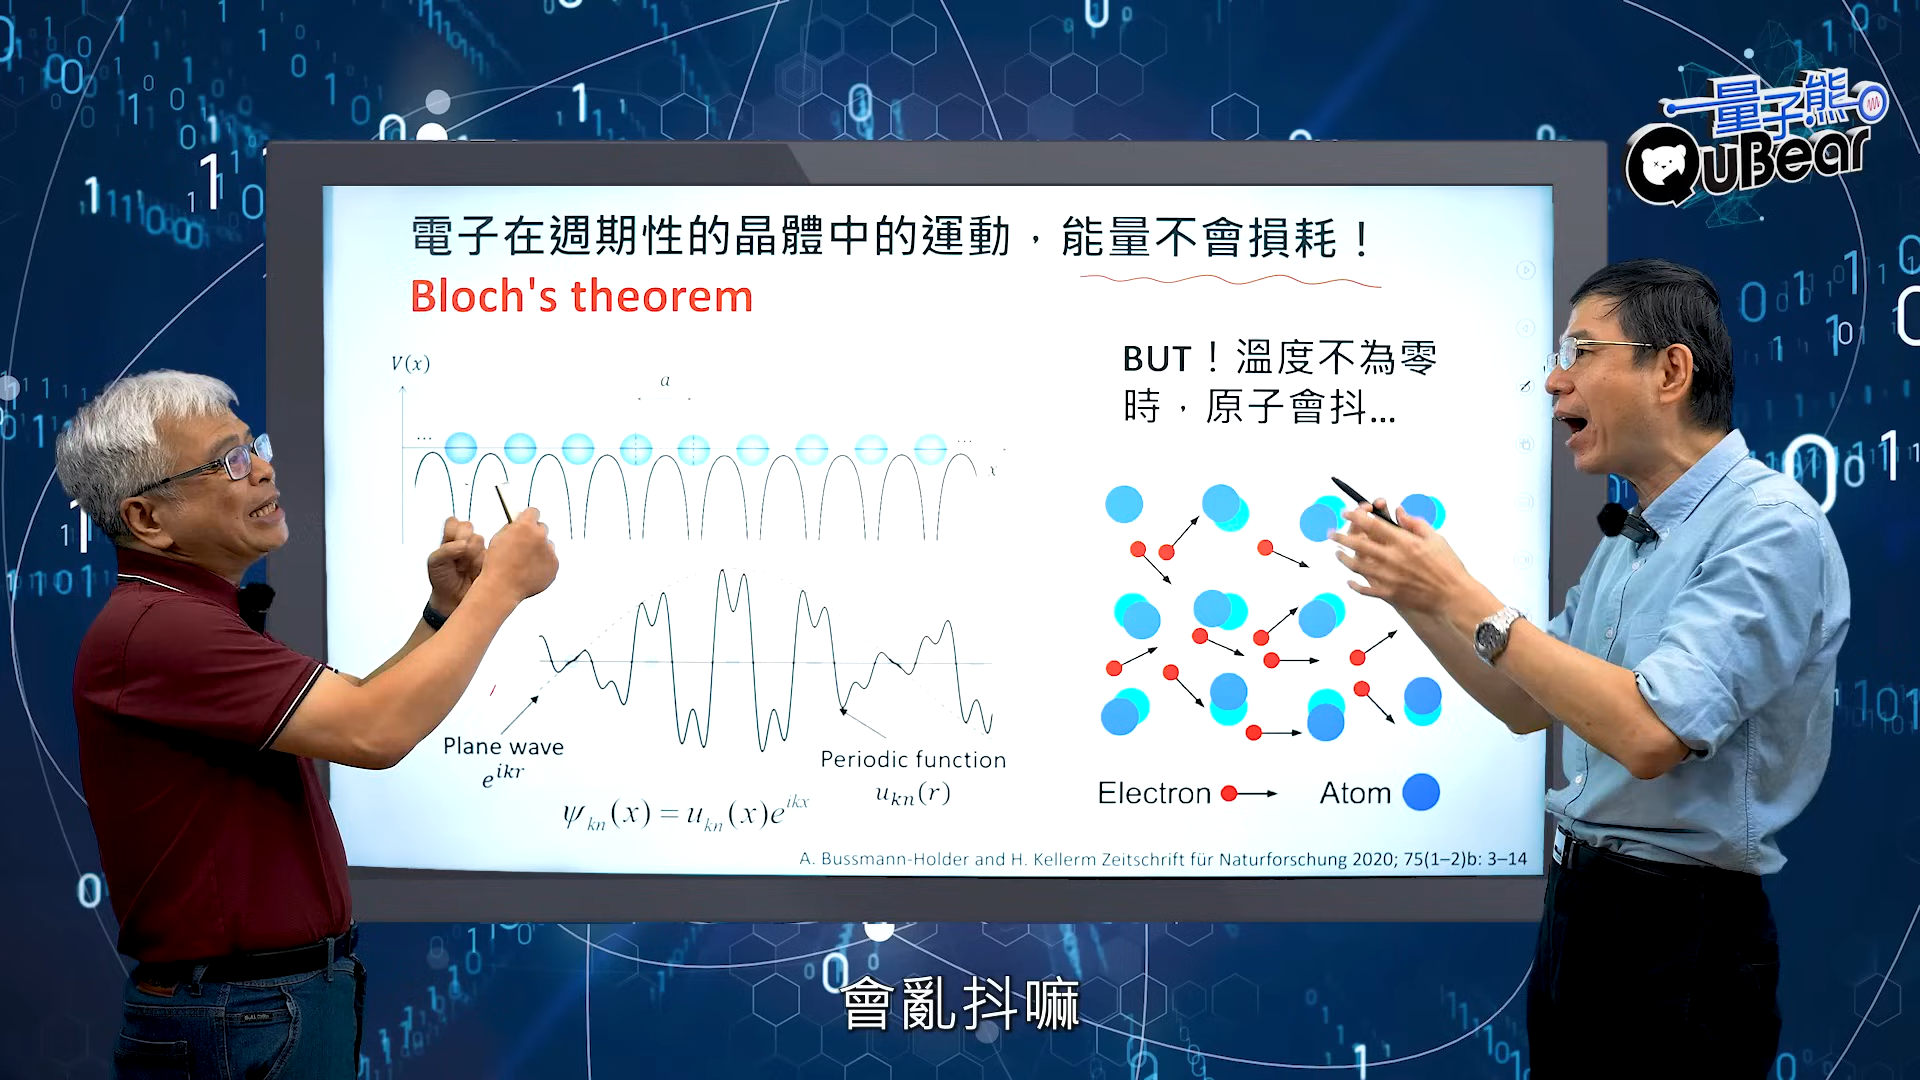 量子熊
QuBear
電子在週期性的晶體中的運動，能量不會損耗！
Bloch's theorem
V(x)
a
...
...
x
BUT！溫度不為零
時，原子會抖...
Plane wave
e^{ikr}
Periodic function
u_{kn}(r)
ψ_{kn}(x) = u_{kn}(x)e^{ikx}
Electron
Atom
A. Bussmann-Holder and H. Kellerm Zeitschrift für Naturforschung 2020; 75(1–2)b: 3–14
會亂抖嘛